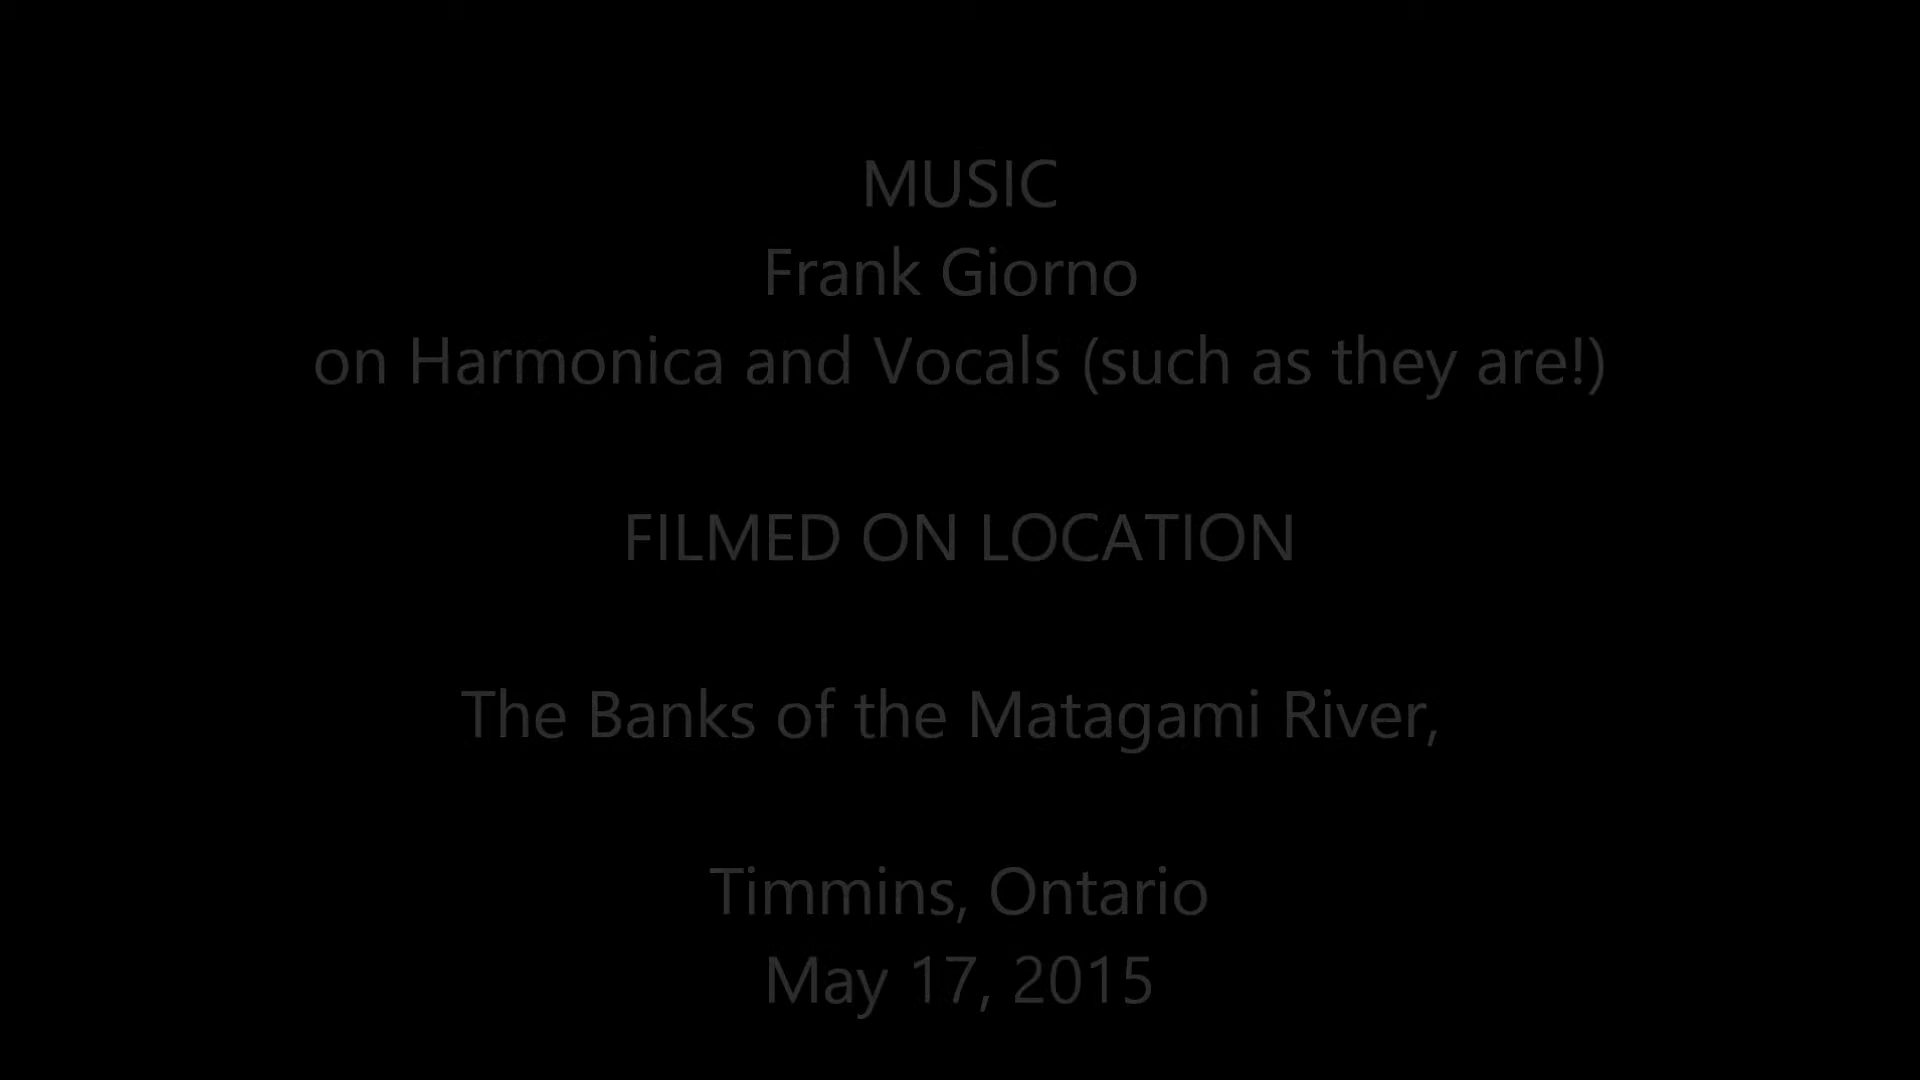 MUSIC
Frank Giorno
on Harmonica and Vocals (such as they are!)
FILMED ON LOCATION
The Banks of the Matagami River,
Timmins, Ontario
May 17, 2015